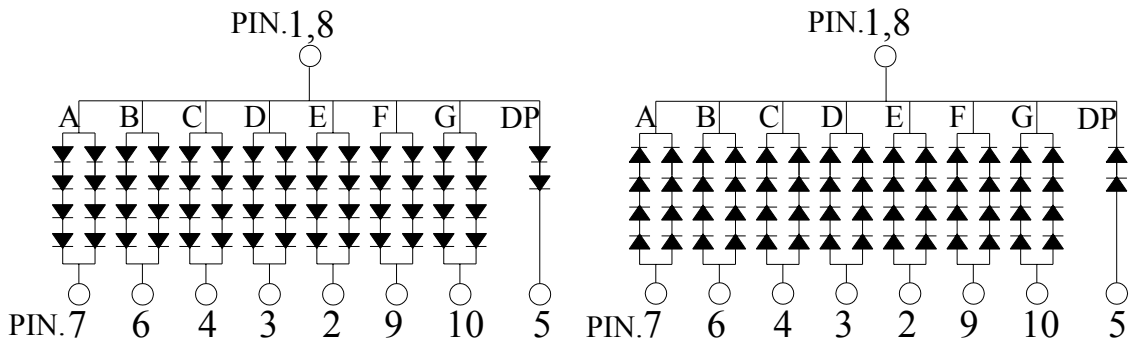 PIN.1,8 PIN.1,8
A B C D E F G DP A B C D E F G DP
PIN.7 6 4 3 2 9 10 5 PIN.7 6 4 3 2 9 10 5